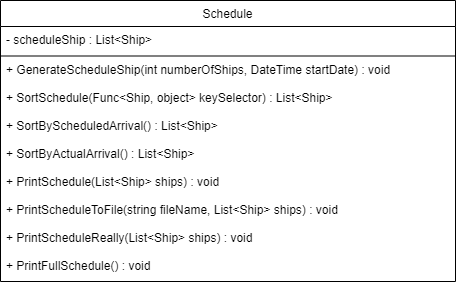 Schedule
- scheduleShip : List<Ship>
+ GenerateScheduleShip(int numberOfShips, DateTime startDate) : void
+ SortSchedule(Func<Ship, object> keySelector) : List<Ship>
+ SortByScheduledArrival() : List<Ship>
+ SortByActualArrival() : List<Ship>
+ PrintSchedule(List<Ship> ships) : void
+ PrintScheduleToFile(string fileName, List<Ship> ships) : void
+ PrintScheduleReally(List<Ship> ships) : void
+ PrintFullSchedule() : void